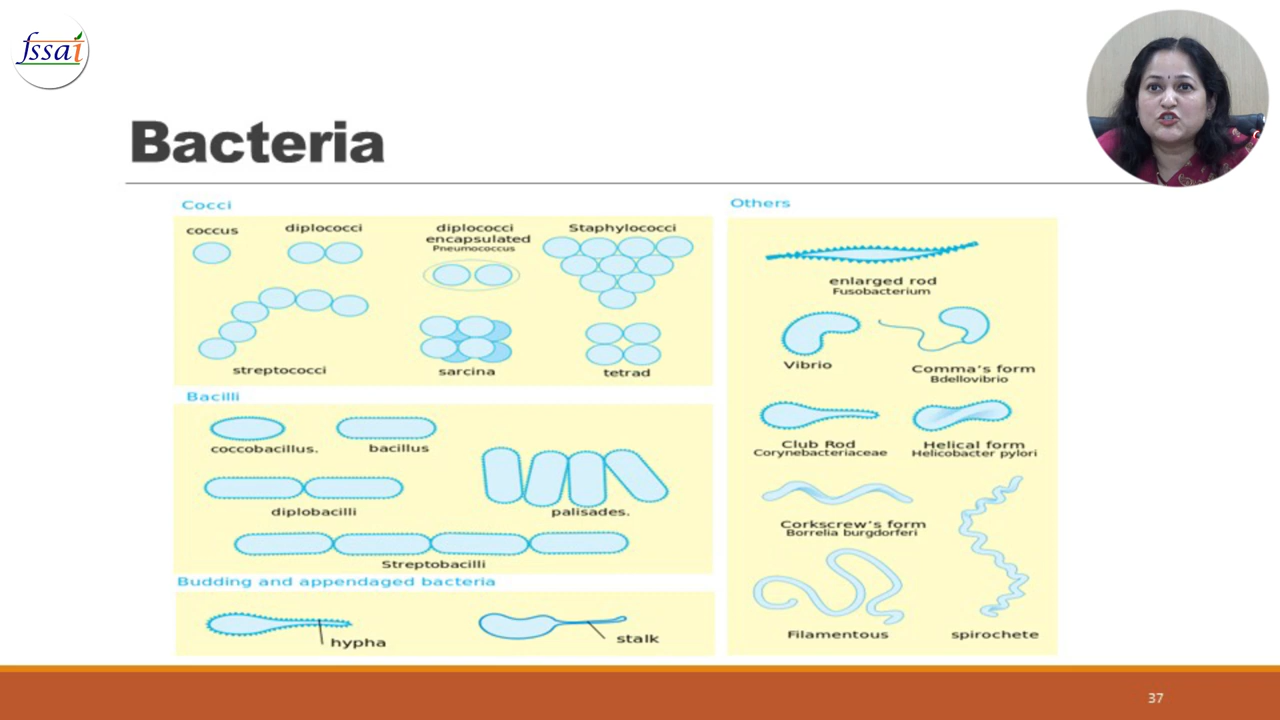 fssai
Bacteria
Cocci
coccus
diplococci
diplococci
encapsulated
Pneumococcus
Staphylococci
streptococci
sarcina
tetrad
Bacilli
coccobacillus.
bacillus
diplobacilli
palisades.
Streptobacilli
Budding and appendaged bacteria
hypha
stalk
Others
enlarged rod
Fusobacterium
Vibrio
Comma's form
Bdellovibrio
Club Rod
Corynebacteriaceae
Helical form
Helicobacter pylori
Corkscrew's form
Borrelia burgdorferi
Filamentous
spirochete
37